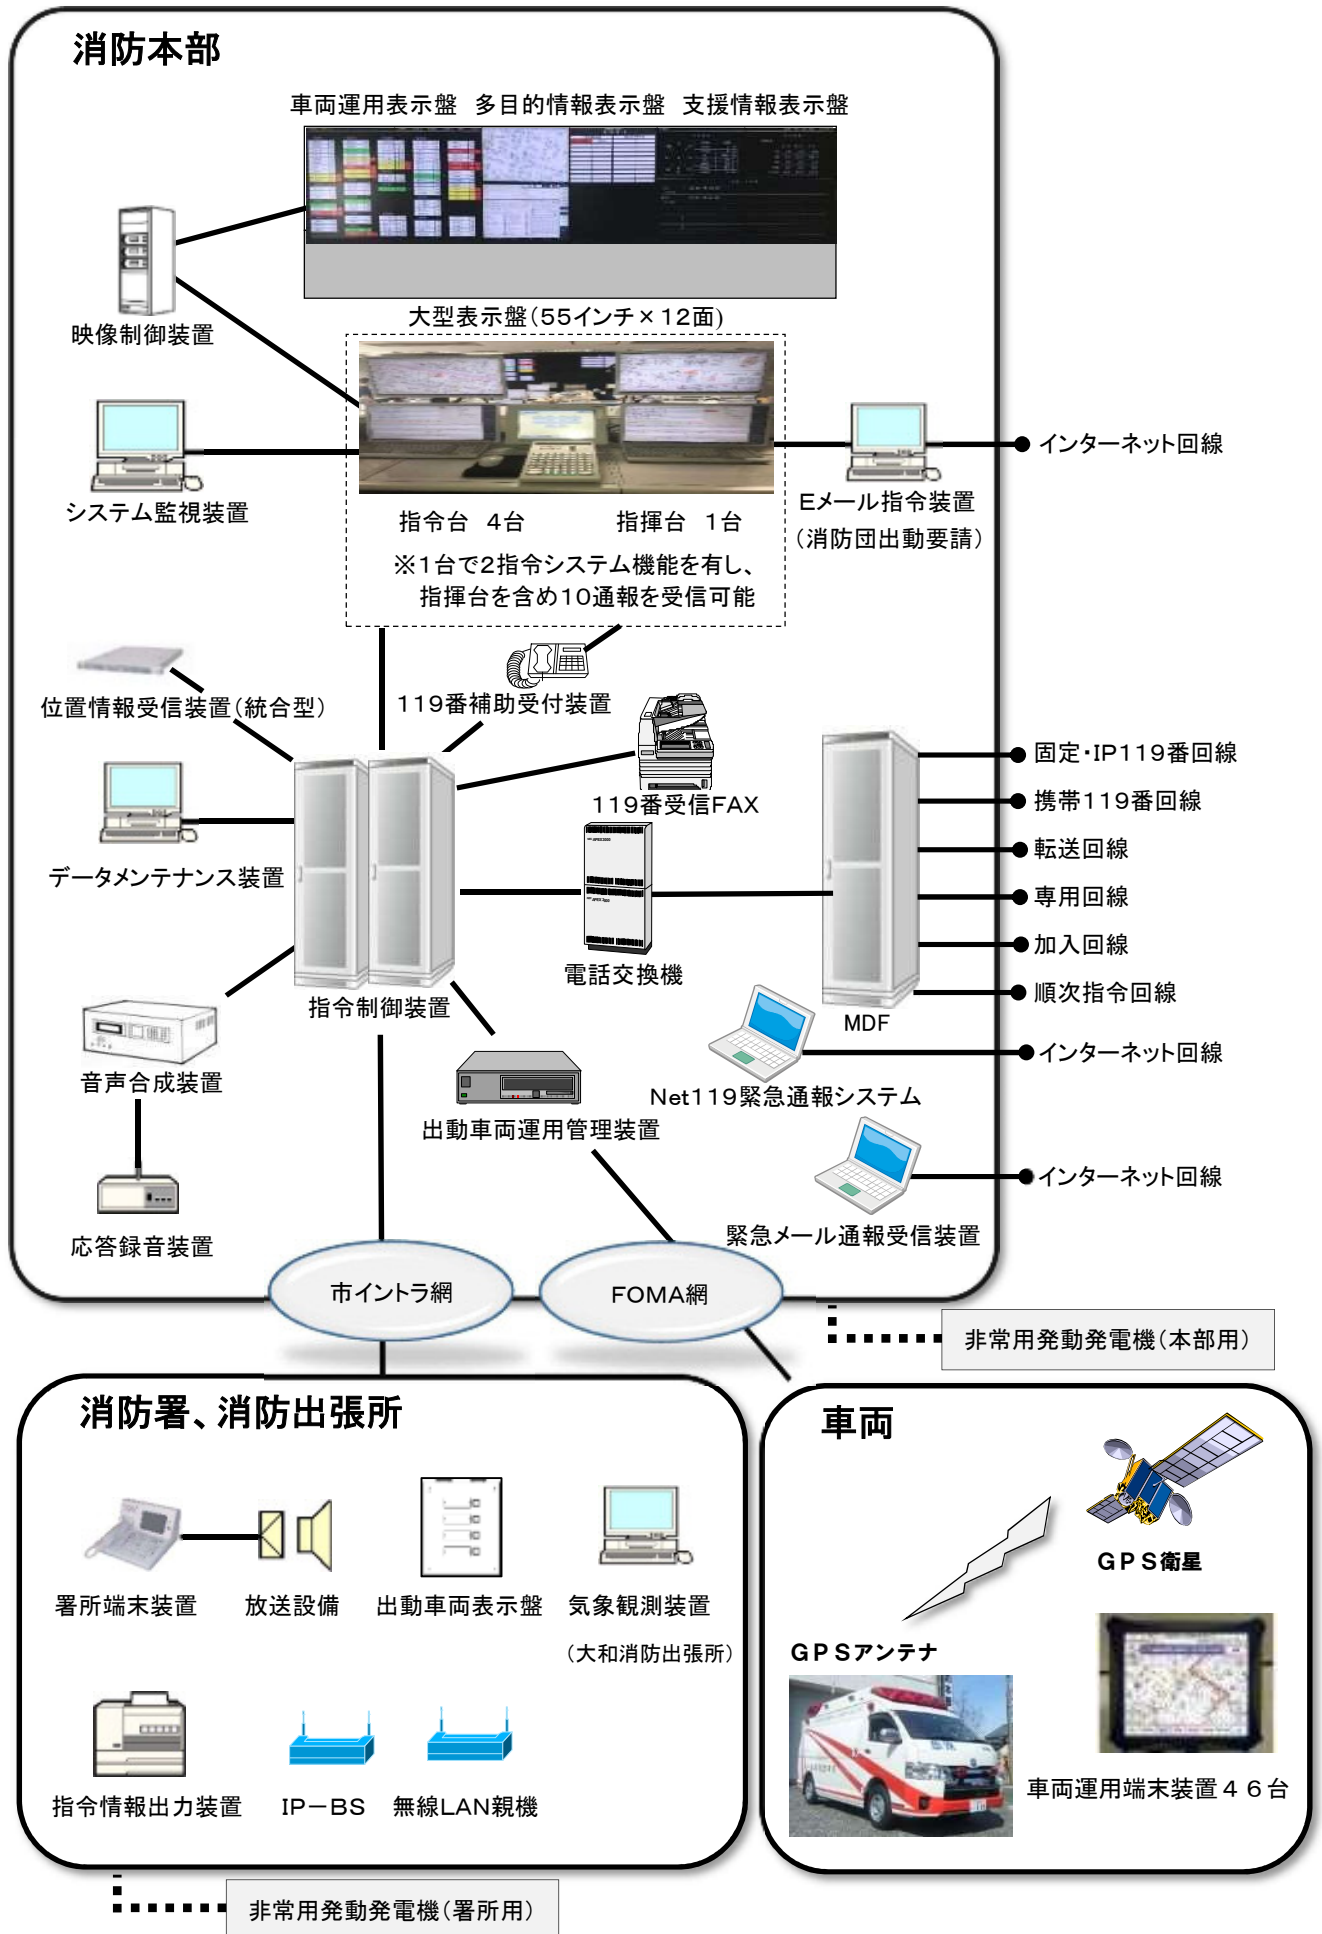 消防本部
車両運用表示盤 多目的情報表示盤 支援情報表示盤
大型表示盤(55インチ×12面)
映像制御装置
インターネット回線
システム監視装置
指令台 4台
指揮台 1台
Eメール指令装置
(消防団出動要請)
※1台で2指令システム機能を有し、
指揮台を含め10通報を受信可能
位置情報受信装置(統合型)
119番補助受付装置
119番受信FAX
固定・IP119番回線
携帯119番回線
転送回線
専用回線
加入回線
順次指令回線
データメンテナンス装置
電話交換機
指令制御装置
MDF
インターネット回線
音声合成装置
Net119緊急通報システム
出動車両運用管理装置
インターネット回線
応答録音装置
緊急メール通報受信装置
市イントラ網
FOMA網
非常用発動発電機(本部用)
消防署、消防出張所
署所端末装置
放送設備
出動車両表示盤
気象観測装置
(大和消防出張所)
指令情報出力装置
IP-BS
無線LAN親機
非常用発動発電機(署所用)
車両
GPS衛星
GPSアンテナ
車両運用端末装置46台